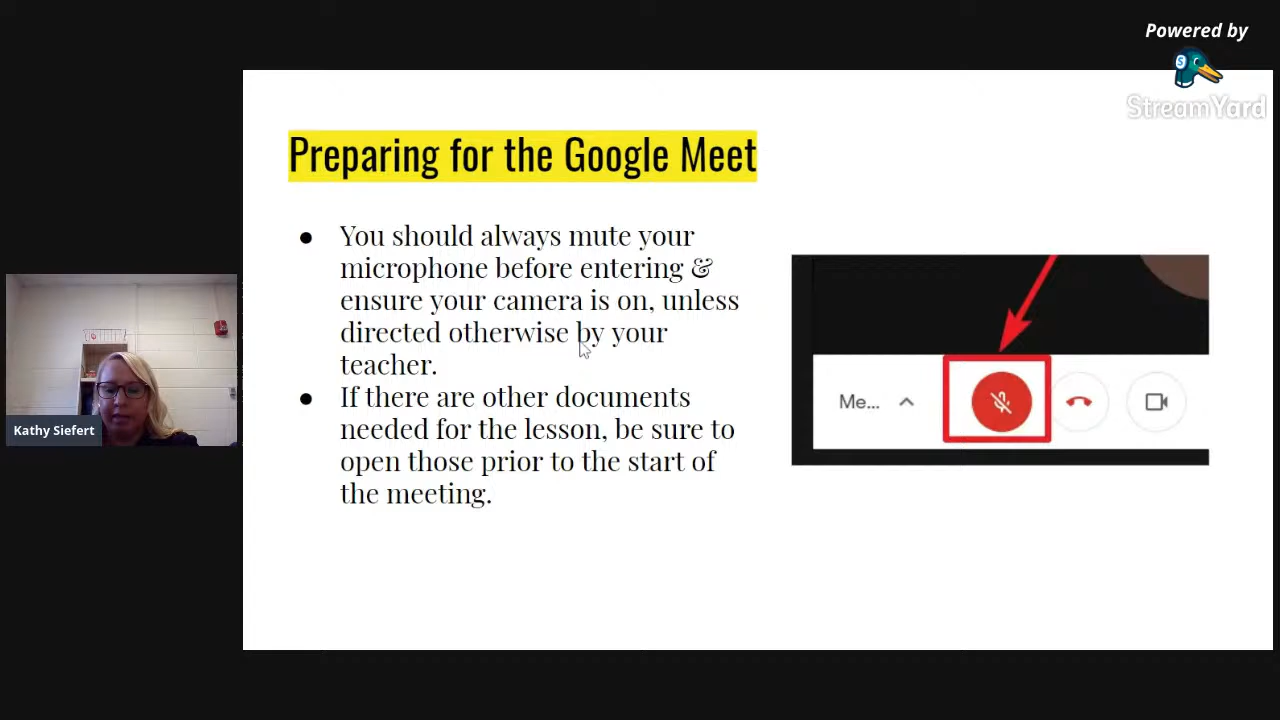 Powered by
StreamYard
Preparing for the Google Meet
● You should always mute your
microphone before entering &
ensure your camera is on, unless
directed otherwise by your
teacher.
● If there are other documents
needed for the lesson, be sure to
open those prior to the start of
the meeting.
Me...
Kathy Siefert